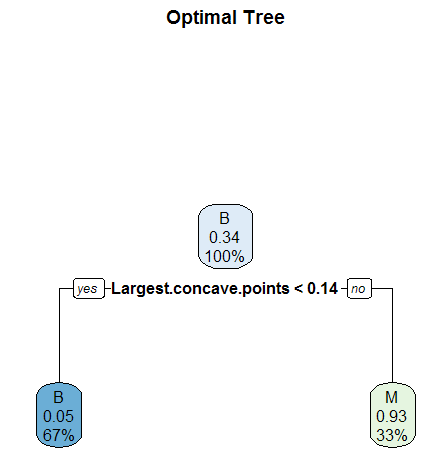 Optimal Tree
B
0.34
100%
yes Largest.concave.points < 0.14 no
B
0.05
67%
M
0.93
33%